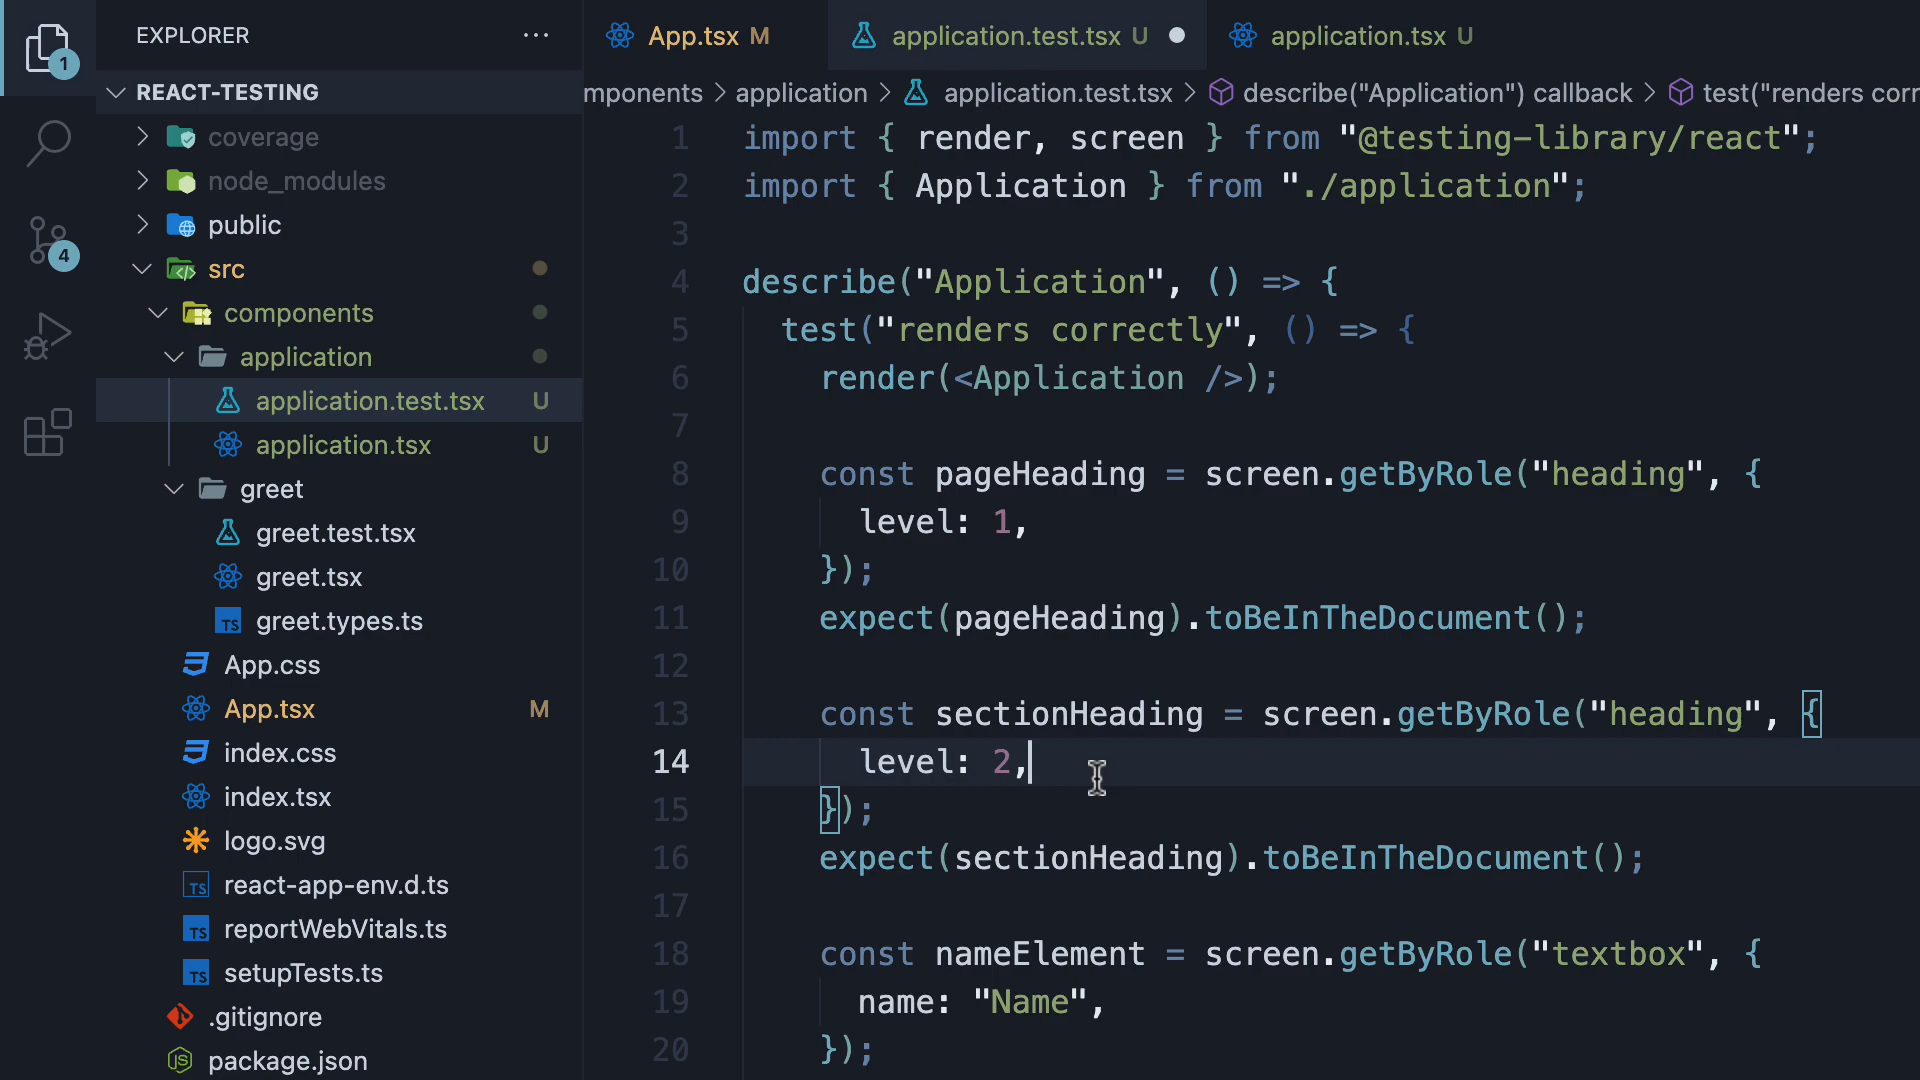 EXPLORER
REACT-TESTING
coverage
node_modules
public
src
components
application
application.test.tsx U
application.tsx U
greet
greet.test.tsx
greet.tsx
greet.types.ts
App.css
App.tsx M
index.css
index.tsx
logo.svg
react-app-env.d.ts
reportWebVitals.ts
setupTests.ts
.gitignore
package.json
1
4
App.tsx M
application.test.tsx U
application.tsx U
mponents > application > application.test.tsx > describe("Application") callback > test("renders corr
1 import { render, screen } from "@testing-library/react";
2 import { Application } from "./application";
3
4 describe("Application", () => {
5 test("renders correctly", () => {
6 render(<Application />);
7
8 const pageHeading = screen.getByRole("heading", {
9 level: 1,
10 });
11 expect(pageHeading).toBeInTheDocument();
12
13 const sectionHeading = screen.getByRole("heading", {
14 level: 2,
15 });
16 expect(sectionHeading).toBeInTheDocument();
17
18 const nameElement = screen.getByRole("textbox", {
19 name: "Name",
20 });